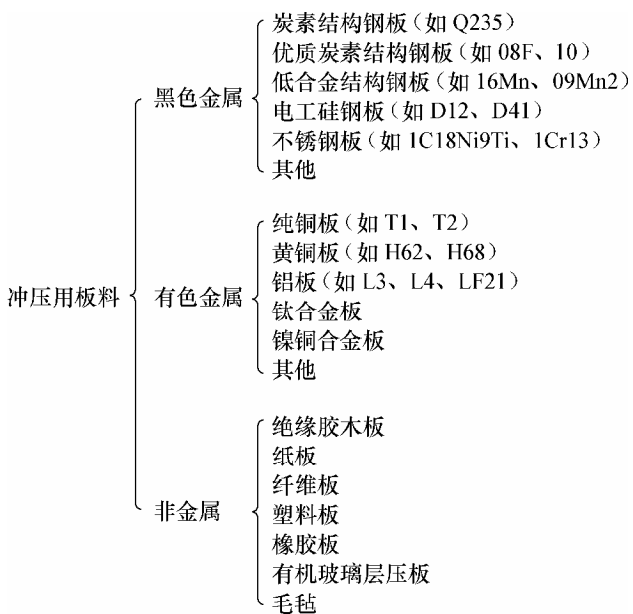 冲压用板料
黑色金属
炭素结构钢板(如 Q235)
优质炭素结构钢板(如 08F、10)
低合金结构钢板(如 16Mn、09Mn2)
电工硅钢板(如 D12、D41)
不锈钢板(如 1C18Ni9Ti、1Cr13)
其他
有色金属
纯铜板(如 T1、T2)
黄铜板(如 H62、H68)
铝板(如 L3、L4、LF21)
钛合金板
镍铜合金板
其他
非金属
绝缘胶木板
纸板
纤维板
塑料板
橡胶板
有机玻璃层压板
毛毡